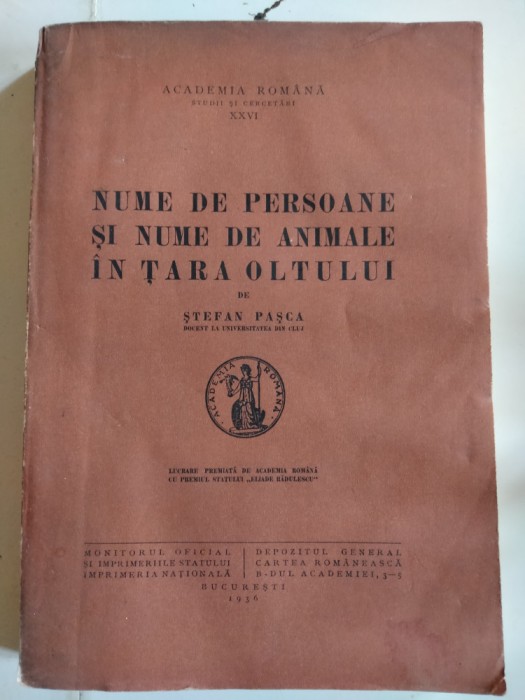 ACADEMIA ROMÂNĂ
STUDII ȘI CERCETĂRI
XXVI
NUME DE PERSOANE
ȘI NUME DE ANIMALE
ÎN ȚARA OLTULUI
DE
ȘTEFAN PAȘCA
DOCENT LA UNIVERSITATEA DIN CLUJ
ACADEMIA ROMANA
LUCRARE PREMIATĂ DE ACADEMIA ROMÂNĂ
CU PREMIUL STATULUI „ELIADE RĂDULESCU"
MONITORUL OFICIAL
ȘI IMPRIMERIILE STATULUI
IMPRIMERIA NAȚIONALĂ
DEPOZITUL GENERAL
CARTEA ROMÂNEASCĂ
B-DUL ACADEMIEI, 3—5
BUCUREȘTI
1936